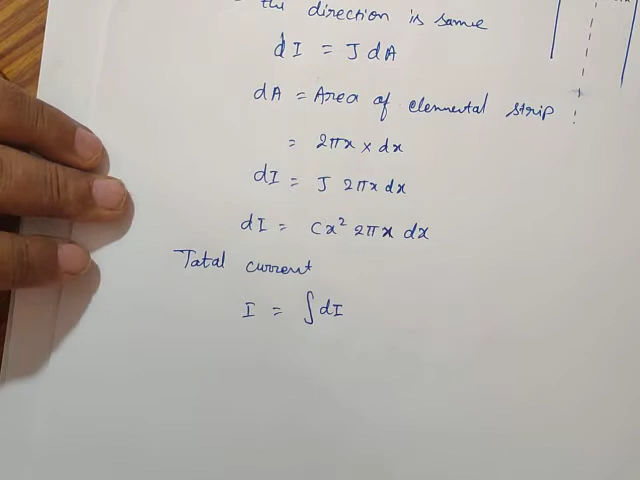 the direction is same
dI = J dA
dA = Area of elemental strip
= 2πx × dx
dI = J 2πx dx
dI = Cx² 2πx dx
Total current
I = ∫dI